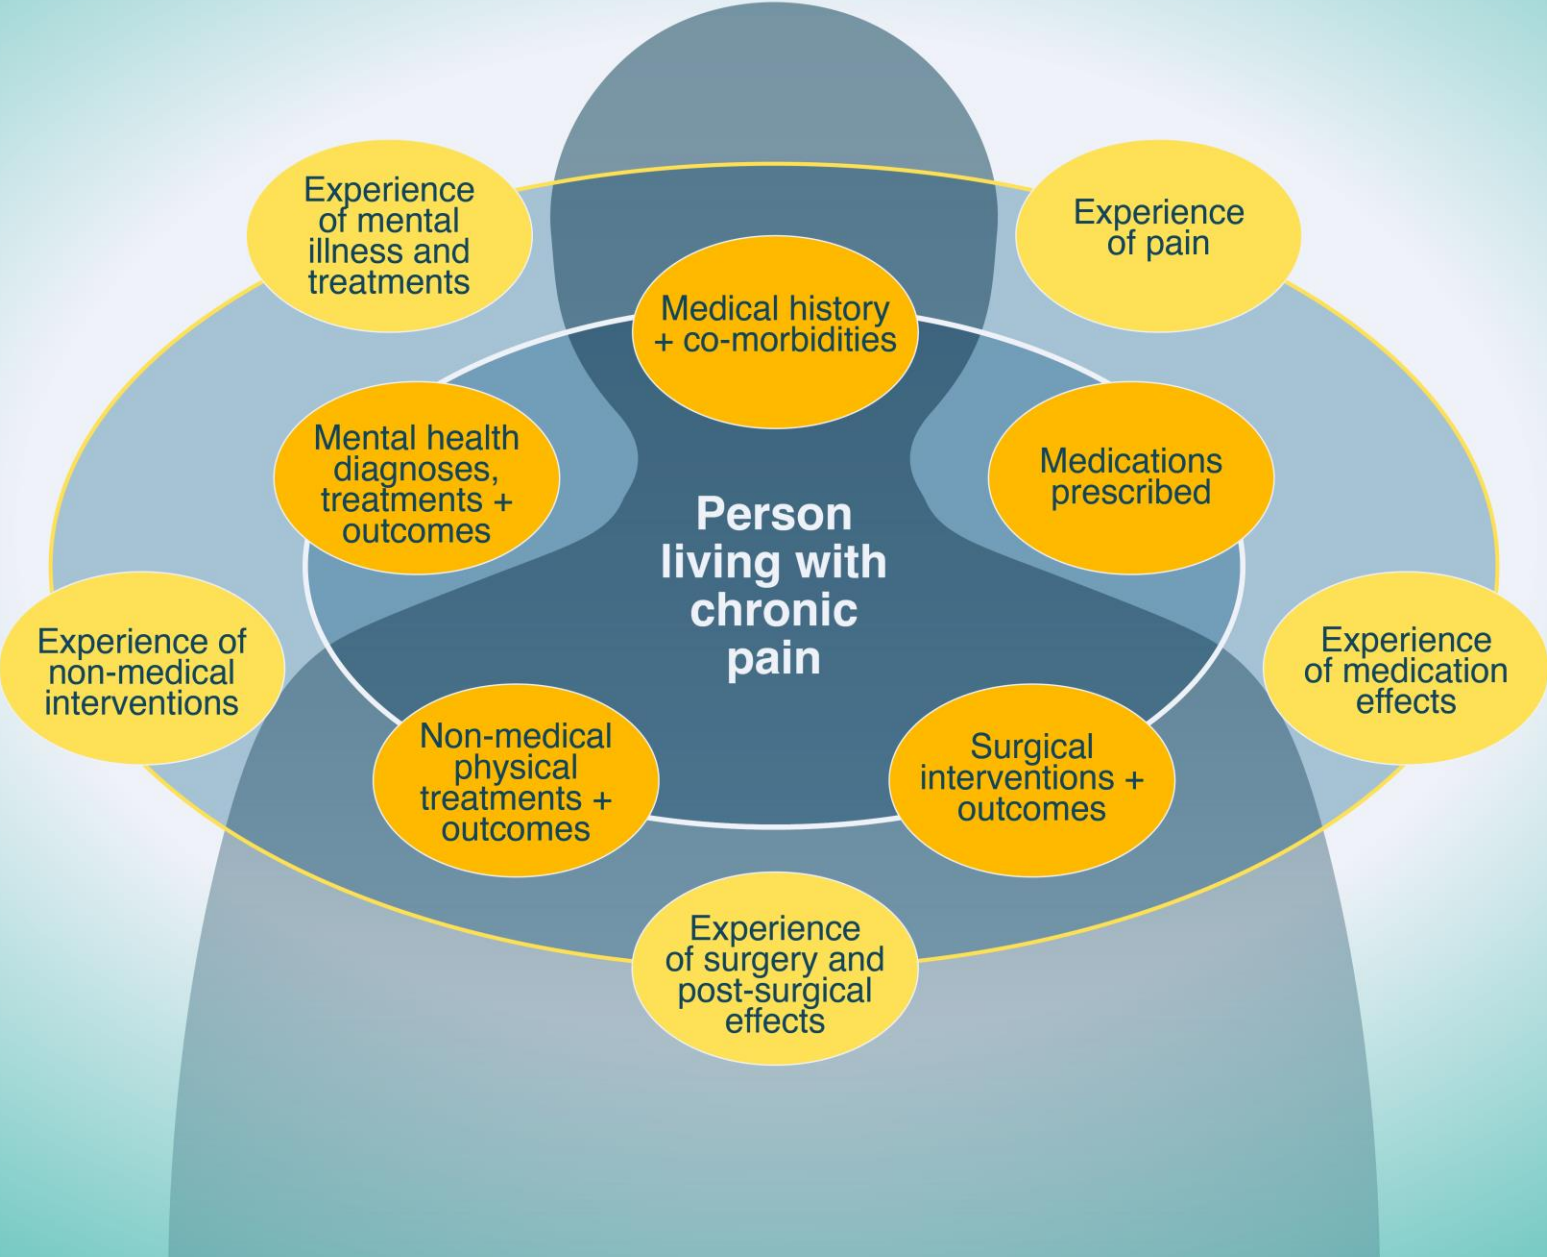 Experience
of mental
illness and
treatments
Experience
of pain
Medical history
+ co-morbidities
Mental health
diagnoses,
treatments +
outcomes
Medications
prescribed
Person
living with
chronic
pain
Experience of
non-medical
interventions
Experience
of medication
effects
Non-medical
physical
treatments +
outcomes
Surgical
interventions +
outcomes
Experience
of surgery and
post-surgical
effects